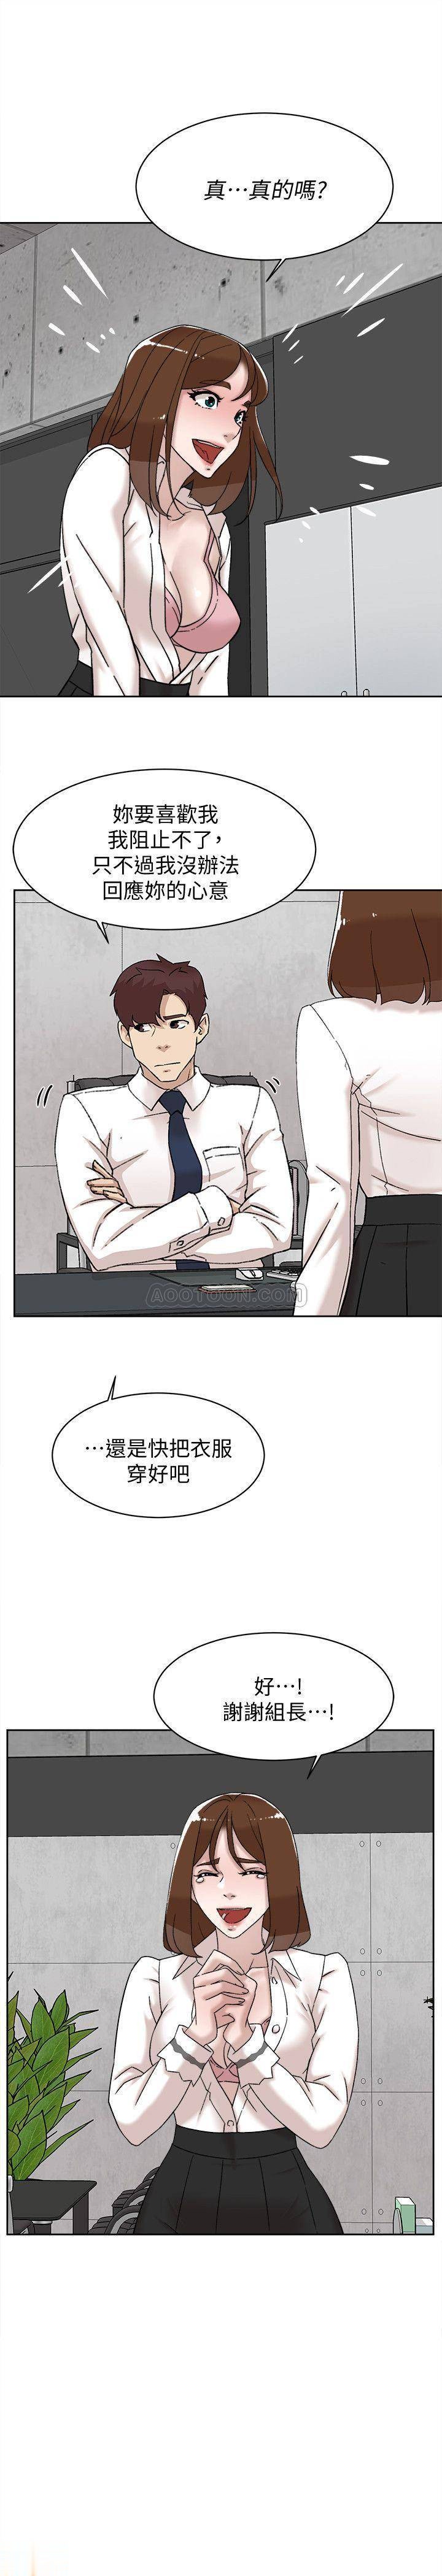 真⋯真的嗎?
妳要喜歡我
我阻止不了，
只不過我沒辦法
回應妳的心意
AOOTOON.COM
⋯還是快把衣服
穿好吧
好⋯!
謝謝組長⋯!